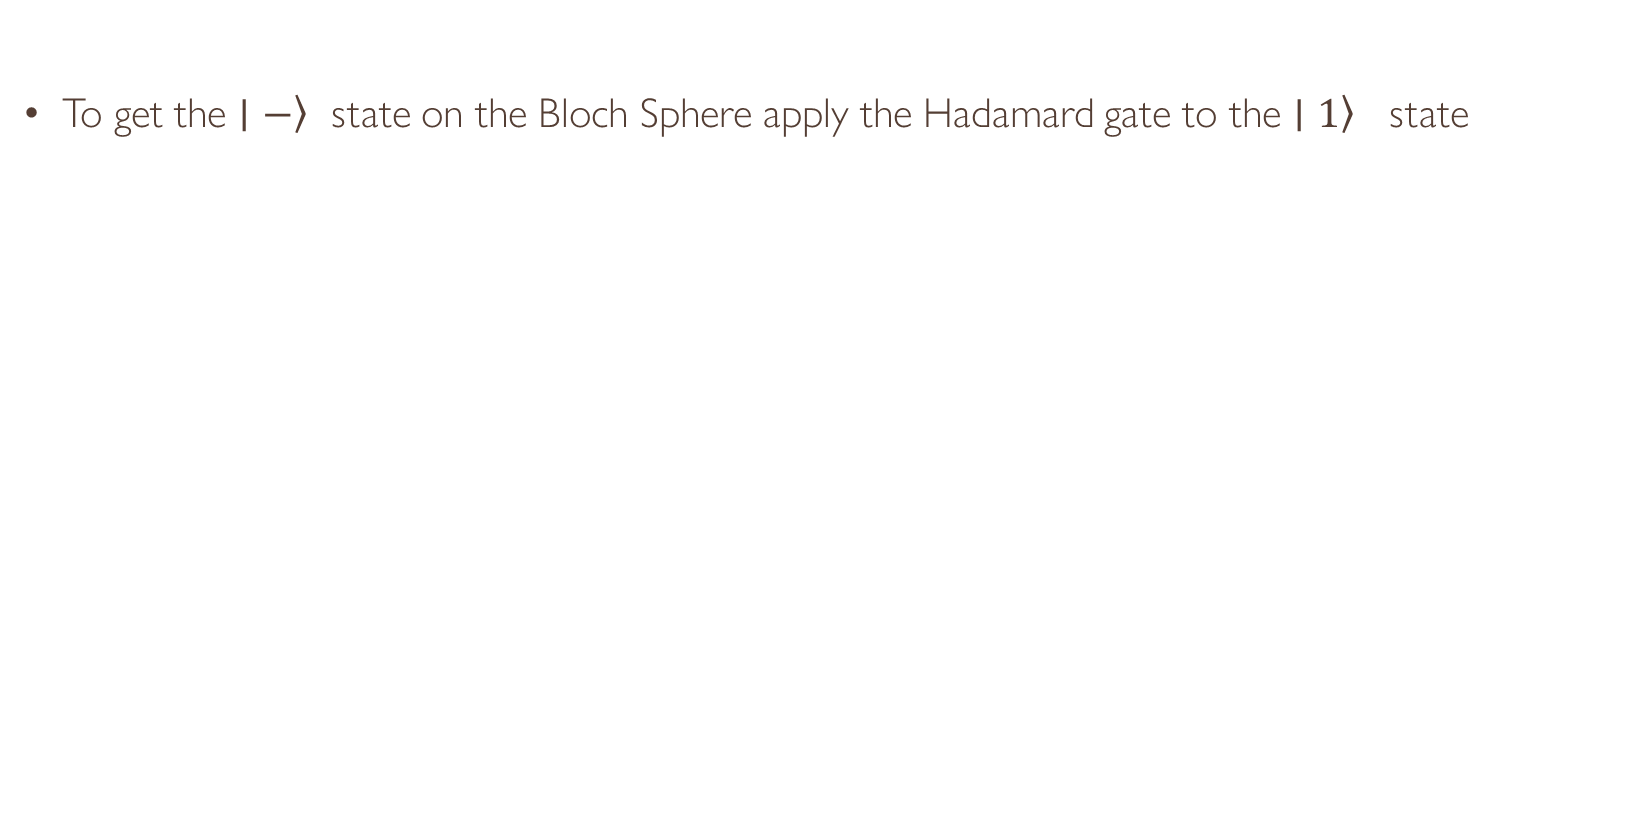 • To get the | −⟩ state on the Bloch Sphere apply the Hadamard gate to the | 1⟩ state